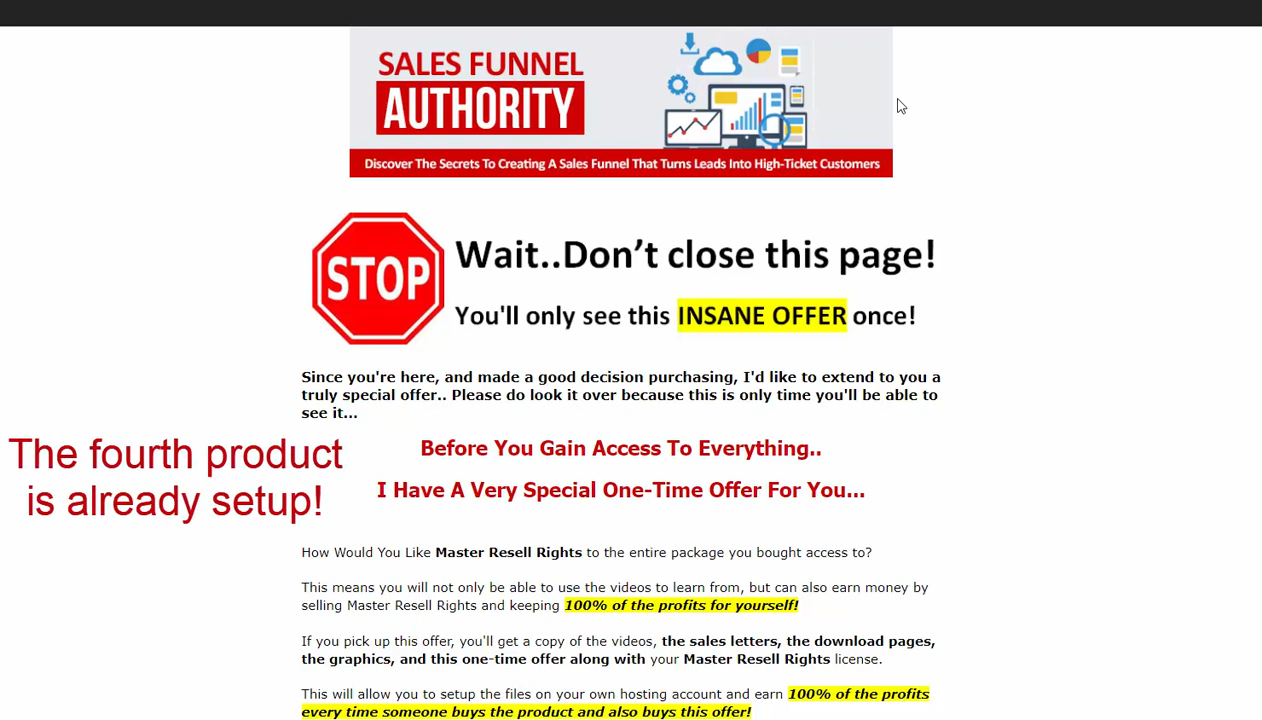 SALES FUNNEL
AUTHORITY
Discover The Secrets To Creating A Sales Funnel That Turns Leads Into High-Ticket Customers
STOP
Wait..Don’t close this page!
You'll only see this INSANE OFFER once!
Since you're here, and made a good decision purchasing, I'd like to extend to you a
truly special offer.. Please do look it over because this is only time you'll be able to
see it...
The fourth product
is already setup!
Before You Gain Access To Everything..
I Have A Very Special One-Time Offer For You...
How Would You Like Master Resell Rights to the entire package you bought access to?
This means you will not only be able to use the videos to learn from, but can also earn money by
selling Master Resell Rights and keeping 100% of the profits for yourself!
If you pick up this offer, you'll get a copy of the videos, the sales letters, the download pages,
the graphics, and this one-time offer along with your Master Resell Rights license.
This will allow you to setup the files on your own hosting account and earn 100% of the profits
every time someone buys the product and also buys this offer!